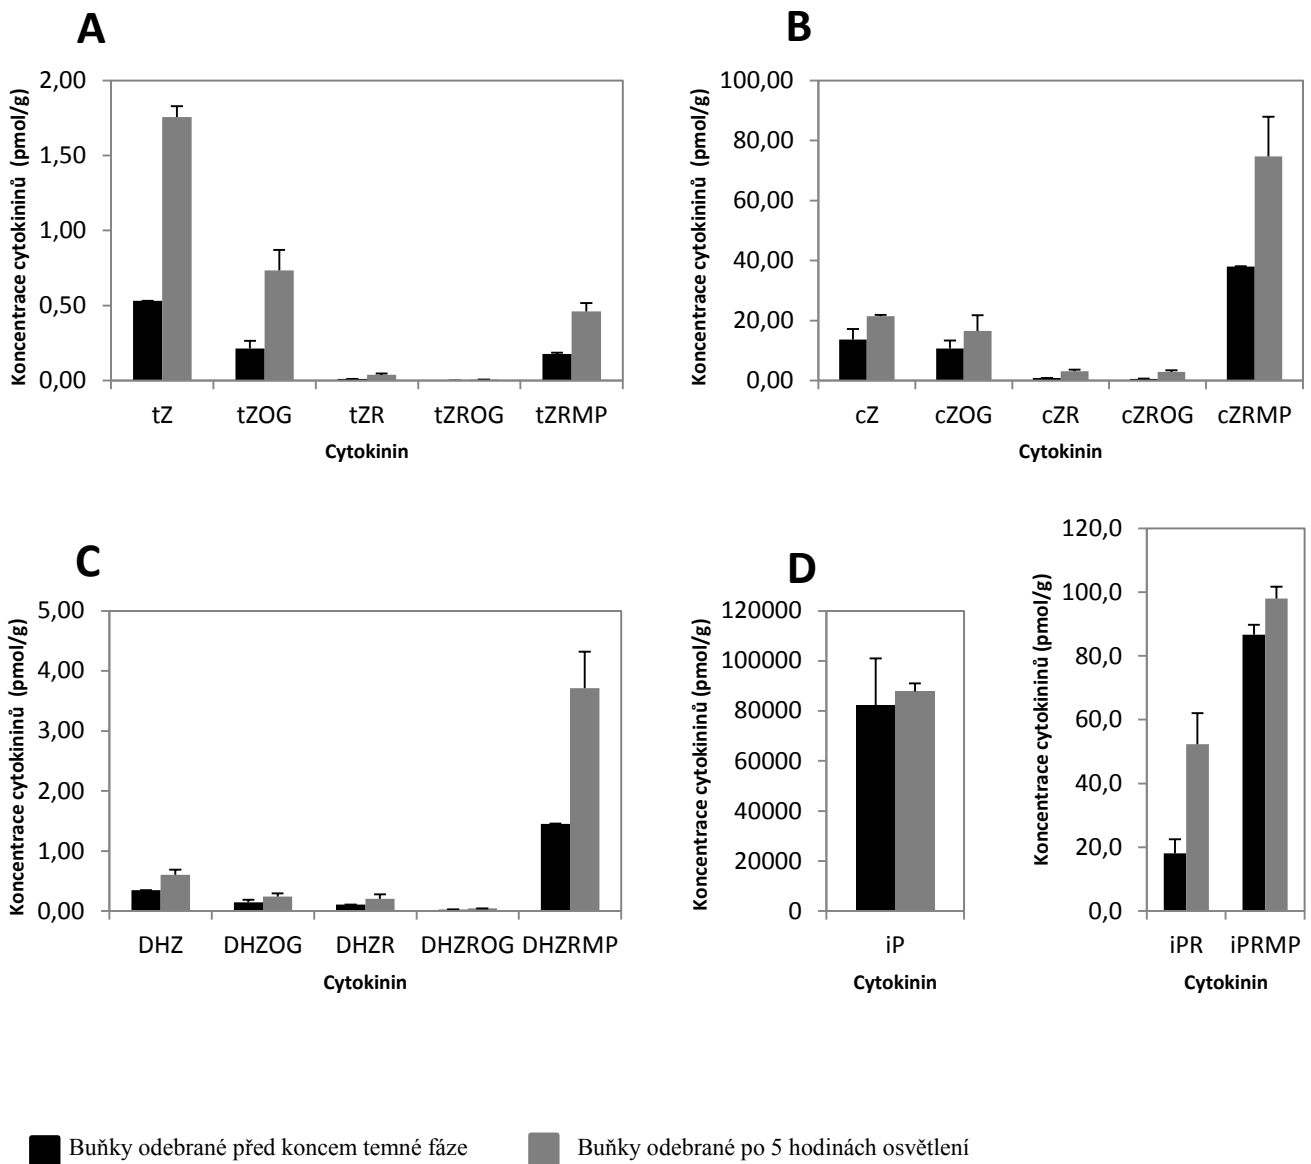 A
Koncentrace cytokininů (pmol/g)
2,00
1,50
1,00
0,50
0,00
tZ tZOG tZR tZROG tZRMP
Cytokinin
B
Koncentrace cytokininů (pmol/g)
100,00
80,00
60,00
40,00
20,00
0,00
cZ cZOG cZR cZROG cZRMP
Cytokinin
C
Koncentrace cytokininů (pmol/g)
5,00
4,00
3,00
2,00
1,00
0,00
DHZ DHZOG DHZR DHZROG DHZRMP
Cytokinin
D
Koncentrace cytokininů (pmol/g)
120000
100000
80000
60000
40000
20000
0
iP
Cytokinin
Koncentrace cytokininů (pmol/g)
120,0
100,0
80,0
60,0
40,0
20,0
0,0
iPR iPRMP
Cytokinin
Buňky odebrané před koncem temné fáze
Buňky odebrané po 5 hodinách osvětlení